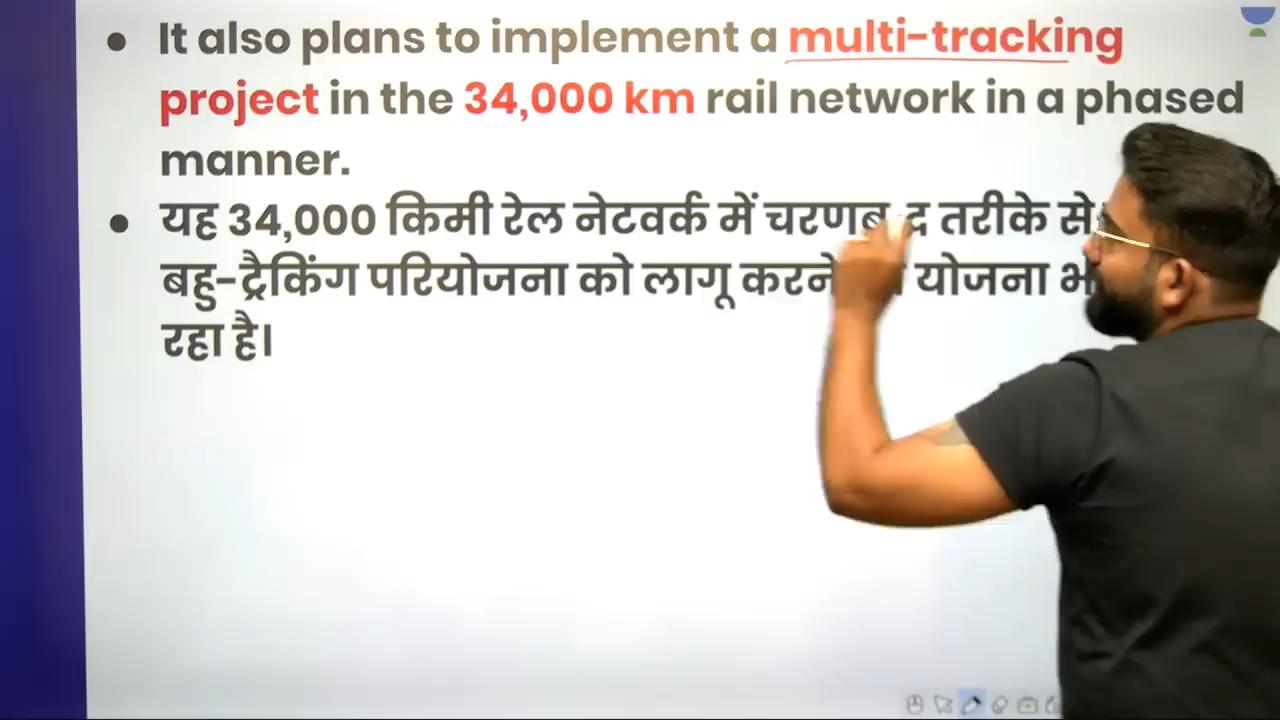 It also plans to implement a multi-tracking
project in the 34,000 km rail network in a phased
manner.
यह 34,000 किमी रेल नेटवर्क में तरीके से
बहु-ट्रैकिंग परियोजना को लागू करने योजना
रहा है।